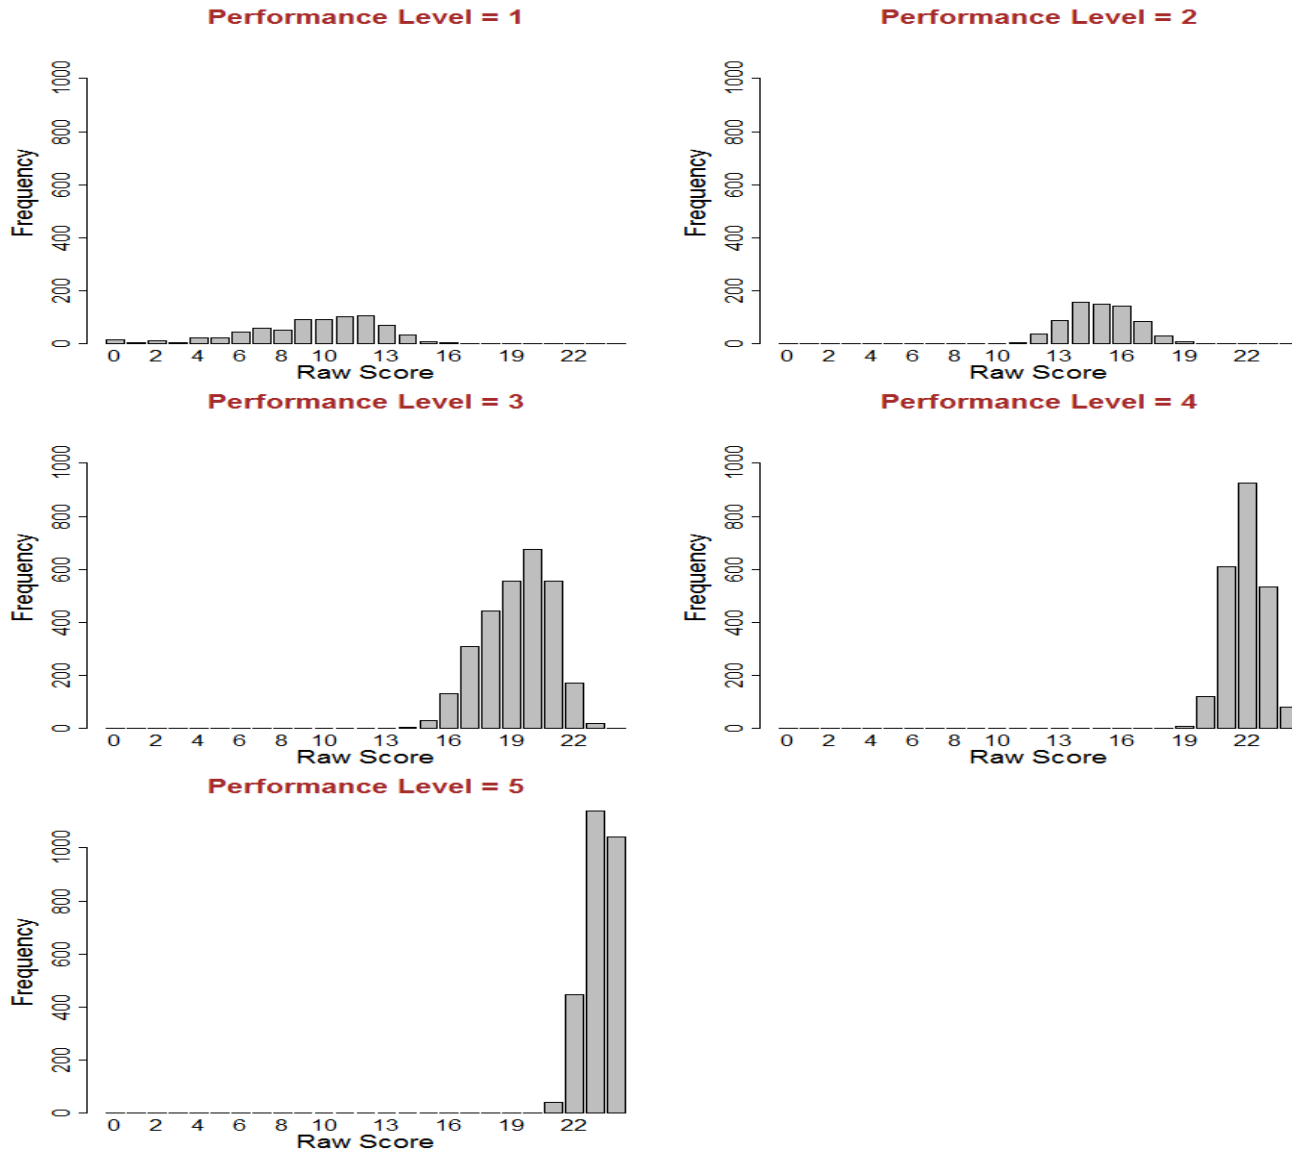 Performance Level = 1
Frequency
0 200 400 600 800 1000
0 2 4 6 8 10 13 16 19 22
Raw Score
Performance Level = 2
Frequency
0 200 400 600 800 1000
0 2 4 6 8 10 13 16 19 22
Raw Score
Performance Level = 3
Frequency
0 200 400 600 800 1000
0 2 4 6 8 10 13 16 19 22
Raw Score
Performance Level = 4
Frequency
0 200 400 600 800 1000
0 2 4 6 8 10 13 16 19 22
Raw Score
Performance Level = 5
Frequency
0 200 400 600 800 1000
0 2 4 6 8 10 13 16 19 22
Raw Score